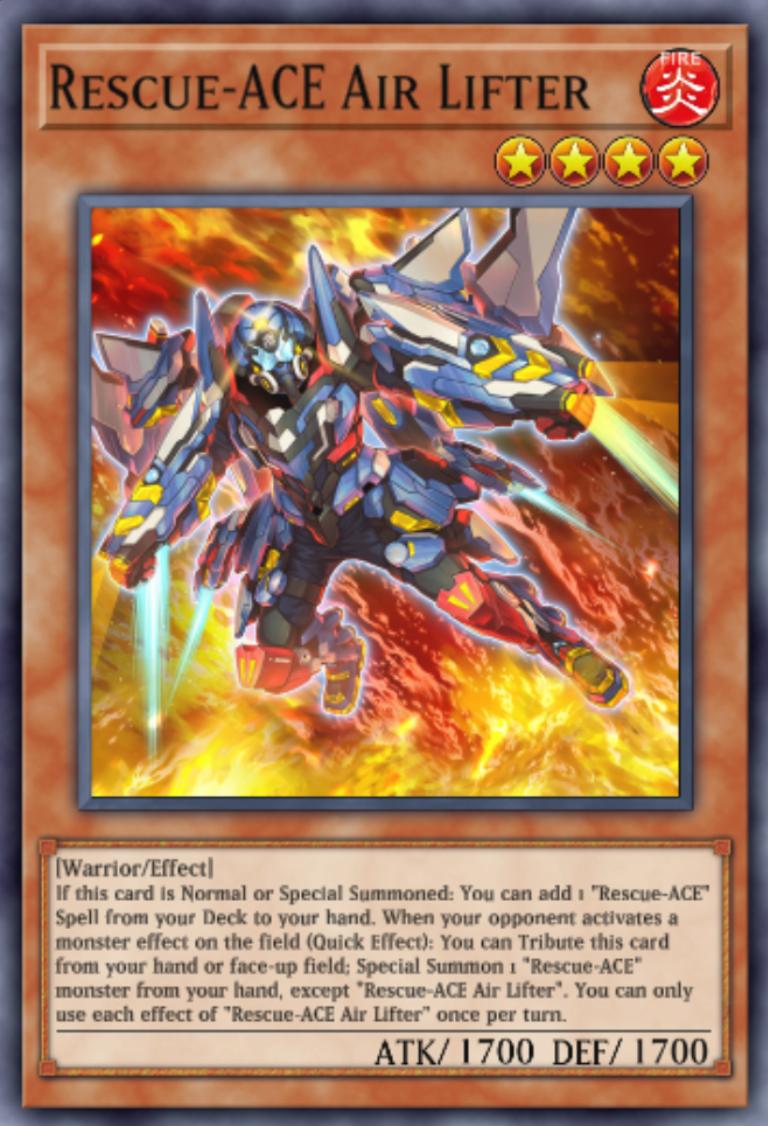 Rescue-ACE Air Lifter
FIRE
炎
[Warrior/Effect]
If this card is Normal or Special Summoned: You can add 1 "Rescue-ACE"
Spell from your Deck to your hand. When your opponent activates a
monster effect on the field (Quick Effect): You can Tribute this card
from your hand or face-up field; Special Summon 1 "Rescue-ACE"
monster from your hand, except "Rescue-ACE Air Lifter". You can only
use each effect of "Rescue-ACE Air Lifter" once per turn.
ATK/ 1700 DEF/ 1700